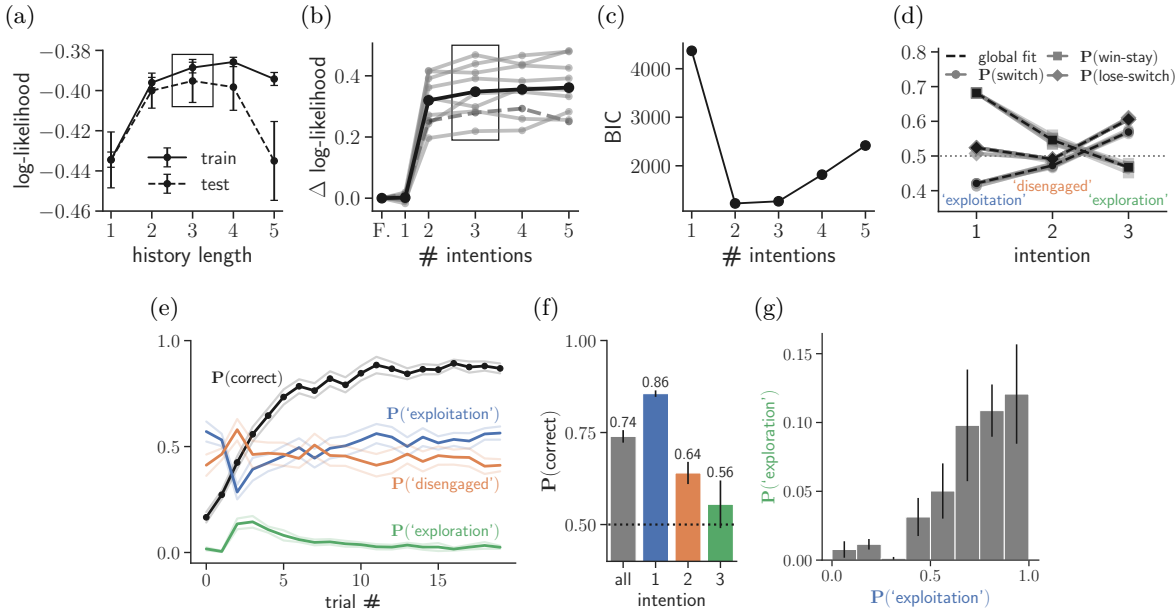 (a)
log-likelihood
−0.38
−0.40
−0.42
−0.44
−0.46
train
test
1 2 3 4 5
history length
(b)
Δ log-likelihood
0.4
0.2
0.0
F. 1 2 3 4 5
# intentions
(c)
BIC
4000
3000
2000
1 2 3 4 5
# intentions
(d)
0.8
0.7
0.6
0.5
0.4
global fit
P(switch)
P(win-stay)
P(lose-switch)
'exploitation'
'disengaged'
'exploration'
1 2 3
intention
(e)
1.0
0.5
0.0
P(correct)
P('exploitation')
P('disengaged')
P('exploration')
0 5 10 15
trial #
(f)
P(correct)
1.00
0.75
0.50
0.74
0.86
0.64
0.56
all 1 2 3
intention
(g)
P('exploration')
0.15
0.10
0.05
0.00
0.0 0.5 1.0
P('exploitation')